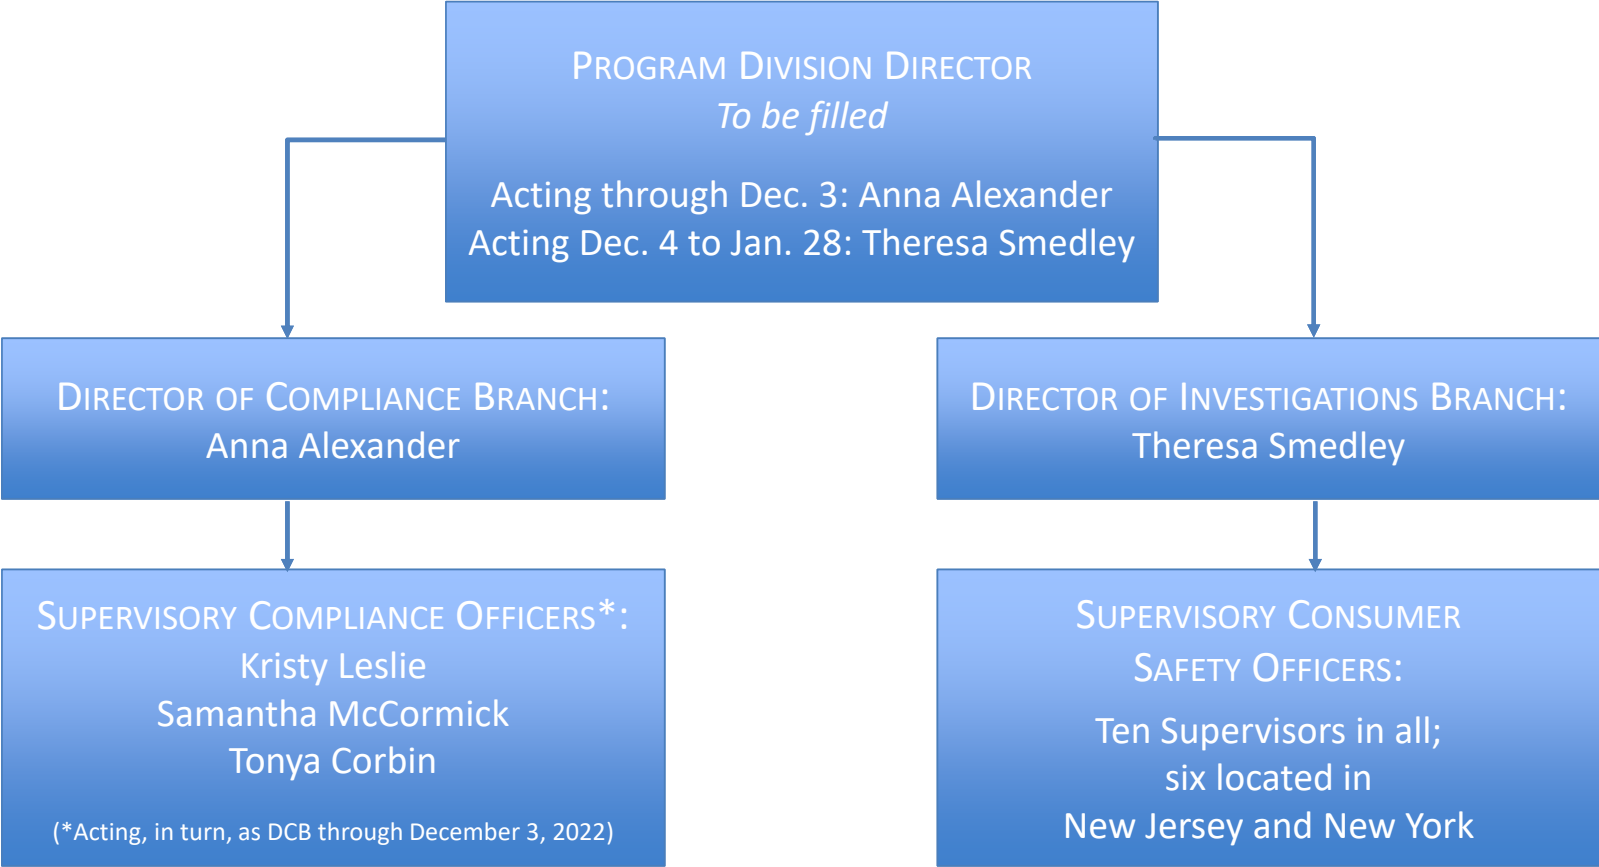 PROGRAM DIVISION DIRECTOR
To be filled
Acting through Dec. 3: Anna Alexander
Acting Dec. 4 to Jan. 28: Theresa Smedley
DIRECTOR OF COMPLIANCE BRANCH:
Anna Alexander
DIRECTOR OF INVESTIGATIONS BRANCH:
Theresa Smedley
SUPERVISORY COMPLIANCE OFFICERS*:
Kristy Leslie
Samantha McCormick
Tonya Corbin
(*Acting, in turn, as DCB through December 3, 2022)
SUPERVISORY CONSUMER
SAFETY OFFICERS:
Ten Supervisors in all;
six located in
New Jersey and New York